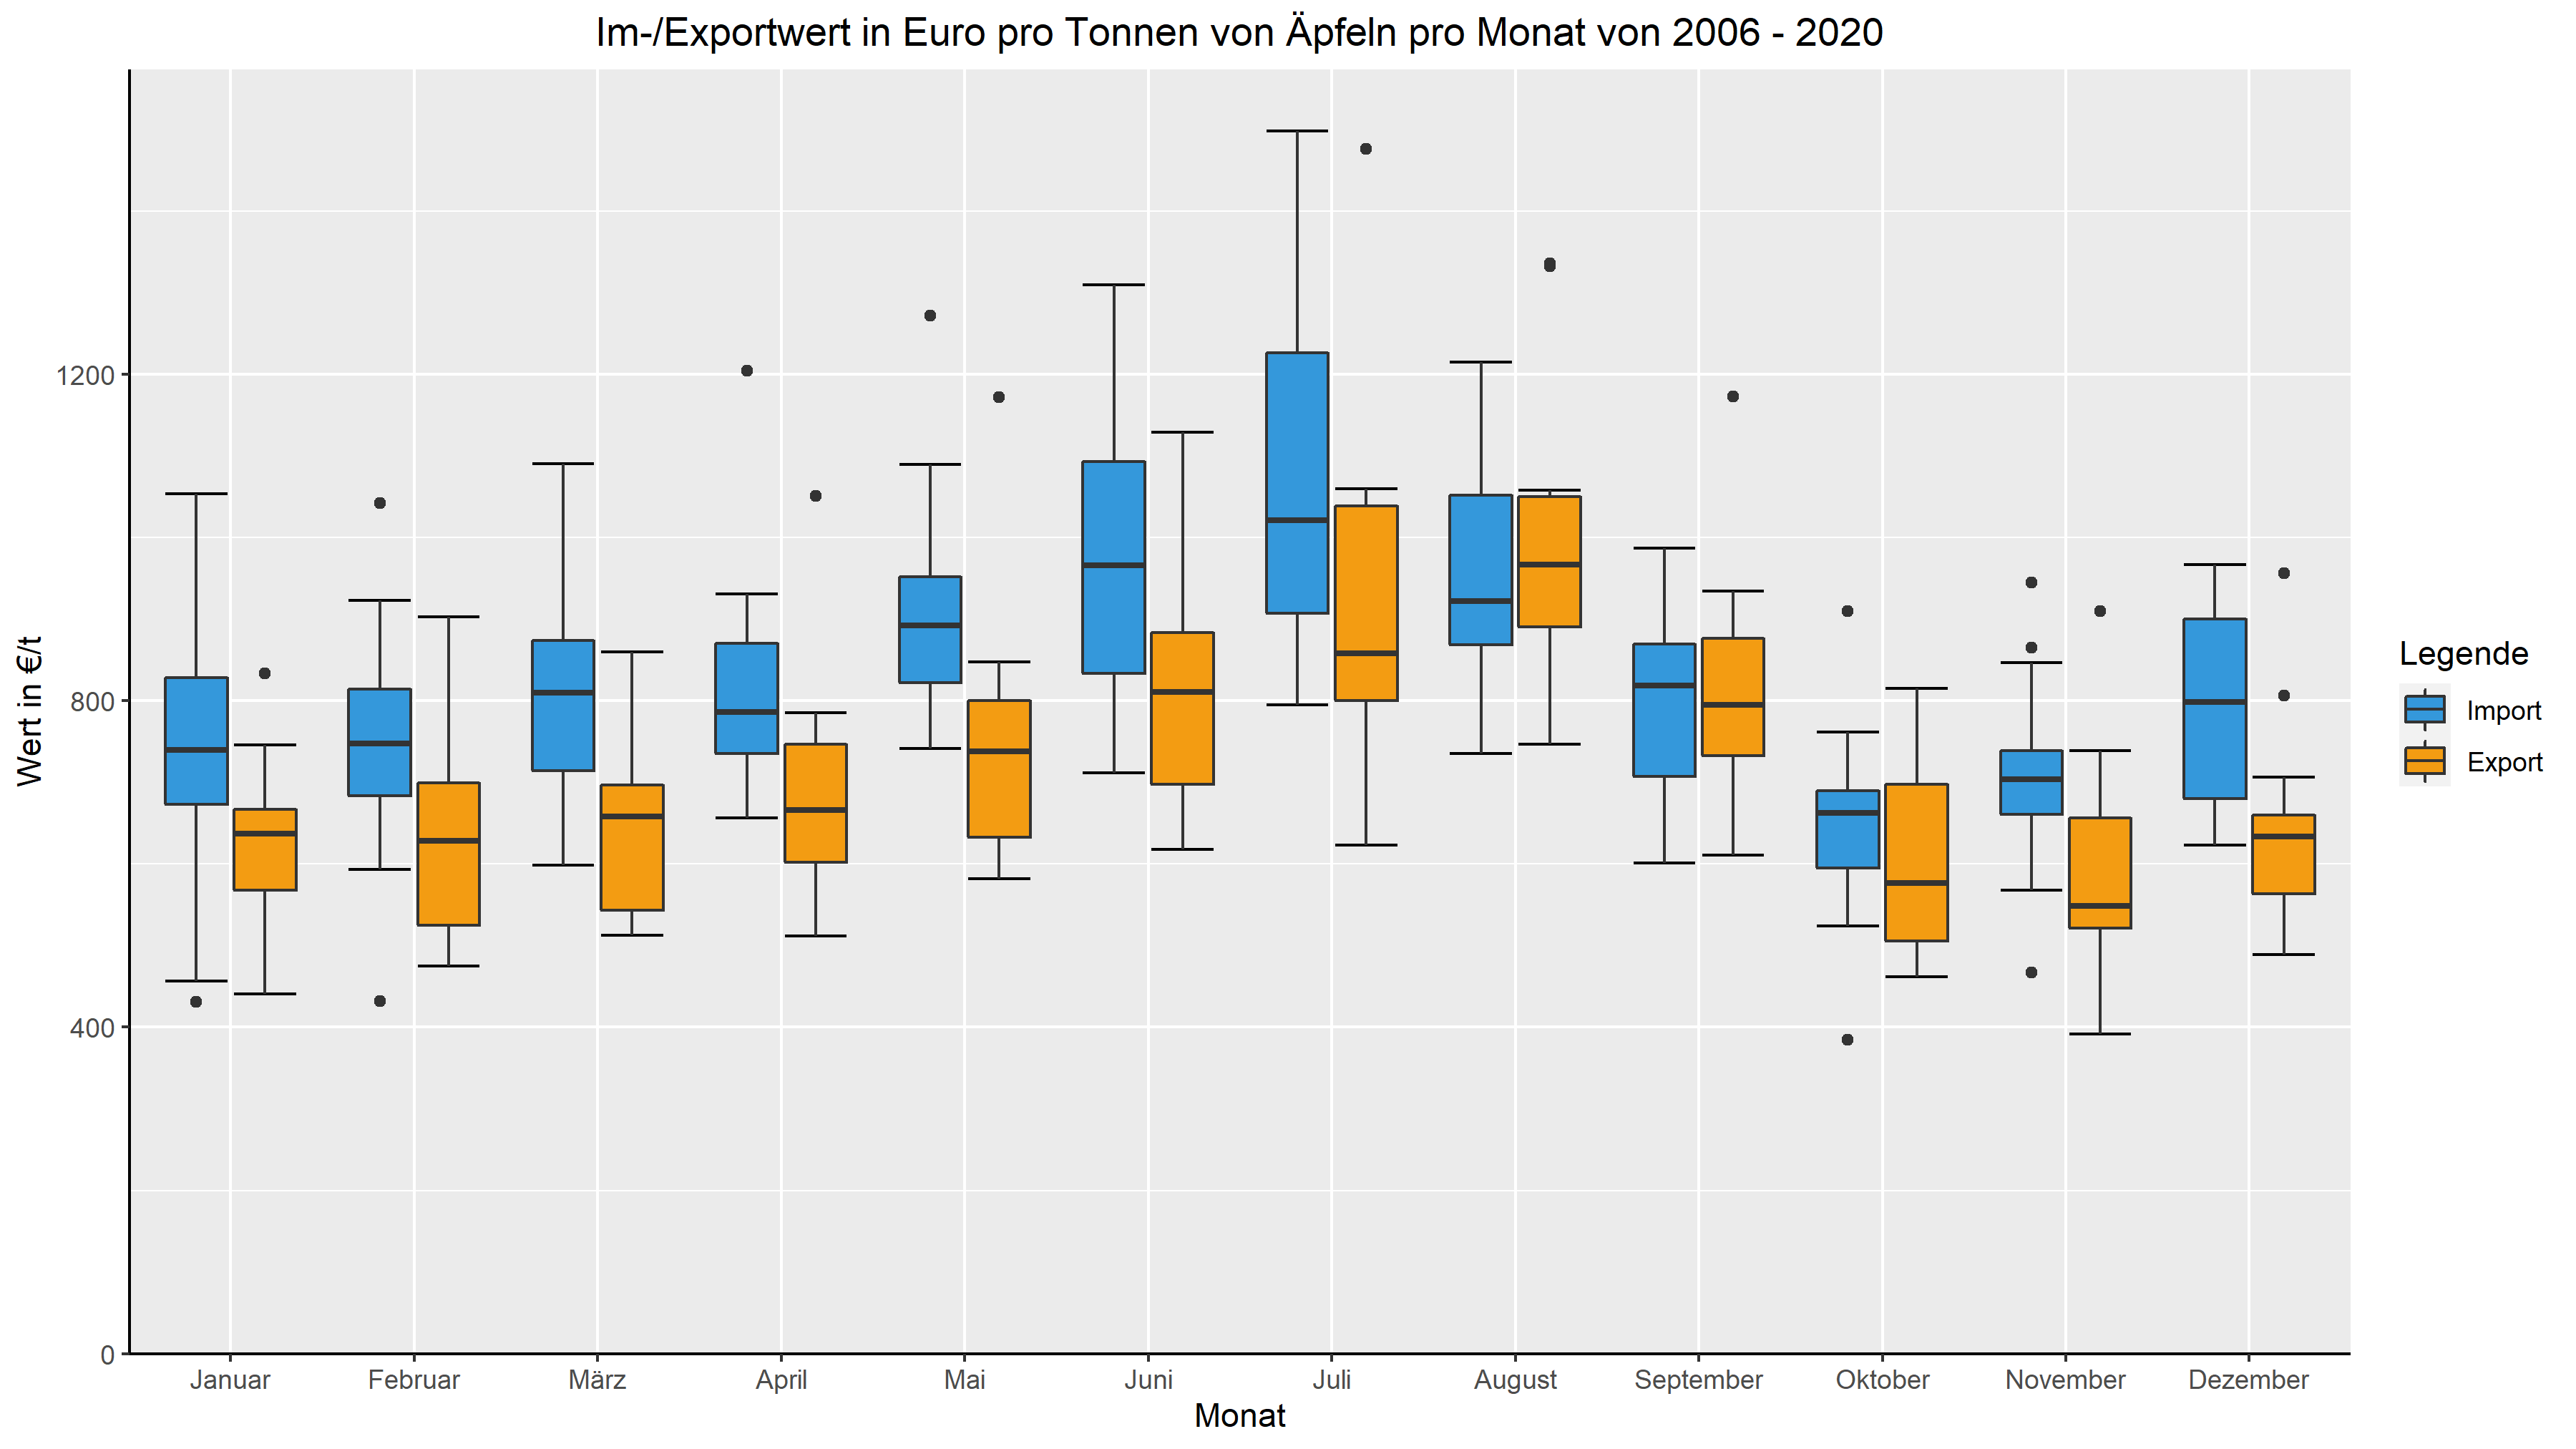 Im-/Exportwert in Euro pro Tonnen von Äpfeln pro Monat von 2006 - 2020
Wert in €/t
1200
800
400
0
Januar Februar März April Mai Juni Juli August September Oktober November Dezember
Monat
Legende
Import
Export